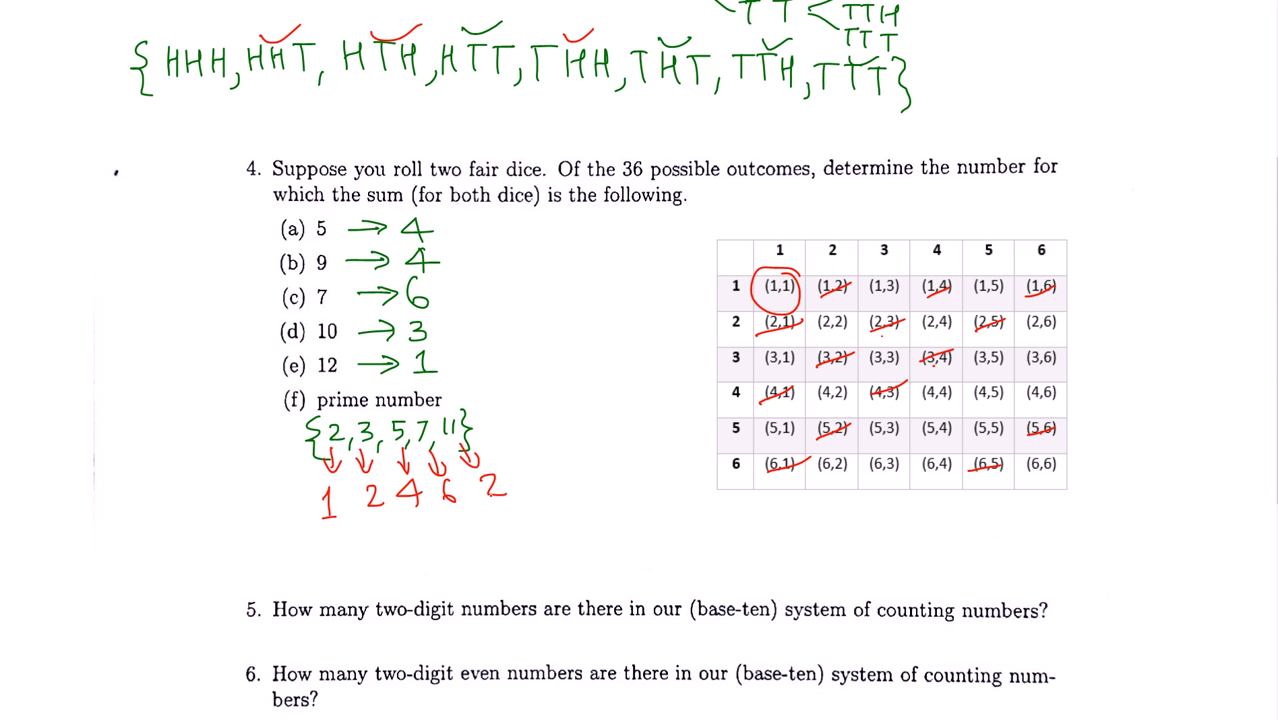 T T < TTH
TTT
{HHH, HHT, HTH, HTT, THH, THT, TTH, TTT}
4. Suppose you roll two fair dice. Of the 36 possible outcomes, determine the number for
which the sum (for both dice) is the following.
(a) 5 → 4
(b) 9 → 4
(c) 7 → 6
(d) 10 → 3
(e) 12 → 1
(f) prime number
{2, 3, 5, 7, 11}
1 2 4 6 2
1 2 3 4 5 6
1 (1,1) (1,2) (1,3) (1,4) (1,5) (1,6)
2 (2,1) (2,2) (2,3) (2,4) (2,5) (2,6)
3 (3,1) (3,2) (3,3) (3,4) (3,5) (3,6)
4 (4,1) (4,2) (4,3) (4,4) (4,5) (4,6)
5 (5,1) (5,2) (5,3) (5,4) (5,5) (5,6)
6 (6,1) (6,2) (6,3) (6,4) (6,5) (6,6)
5. How many two-digit numbers are there in our (base-ten) system of counting numbers?
6. How many two-digit even numbers are there in our (base-ten) system of counting num-
bers?